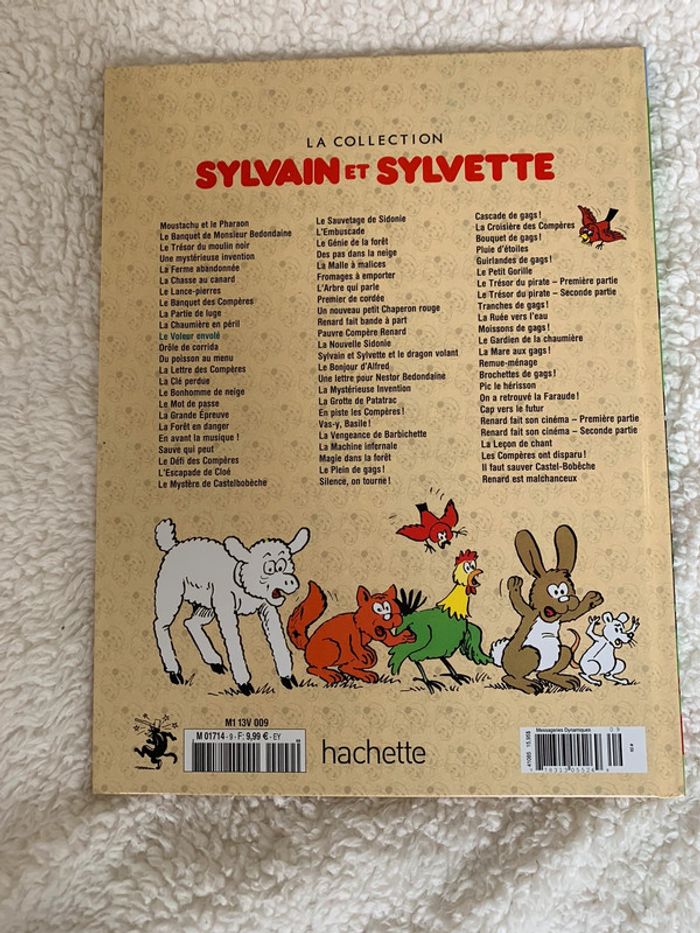 LA COLLECTION
SYLVAIN ET SYLVETTE
Moustachu et le Pharaon
Le Banquet de Monsieur Bedondaine
Le Trésor du moulin noir
Une mystérieuse invention
La Ferme abandonnée
La Chasse au canard
Le Lance-pierres
Le Banquet des Compères
La Partie de luge
La Chaumière en péril
Le Voleur envolé
Drôle de corrida
Du poisson au menu
La Lettre des Compères
La Clé perdue
Le Bonhomme de neige
Le Mot de passe
La Grande Épreuve
La Forêt en danger
En avant la musique !
Sauve qui peut
Le Défi des Compères
L'Escapade de Cloé
Le Mystère de Castelbobêche
Le Sauvetage de Sidonie
L'Embuscade
Le Génie de la forêt
Des pas dans la neige
La Malle à malices
Fromages à emporter
L'Arbre qui parle
Premier de cordée
Un nouveau petit Chaperon rouge
Renard fait bande à part
Pauvre Compère Renard
La Nouvelle Sidonie
Sylvain et Sylvette et le dragon volant
Le Bonjour d'Alfred
Une lettre pour Nestor Bedondaine
La Mystérieuse Invention
La Grotte de Patatrac
En piste les Compères !
Vas-y, Basile !
La Vengeance de Barbichette
La Machine infernale
Magie dans la forêt
Le Plein de gags !
Silence, on tourne !
Cascade de gags !
La Croisière des Compères
Bouquet de gags !
Pluie d'étoiles
Guirlandes de gags !
Le Petit Gorille
Le Trésor du pirate – Première partie
Le Trésor du pirate – Seconde partie
Tranches de gags !
La Ruée vers l'eau
Moissons de gags !
Le Gardien de la chaumière
La Mare aux gags !
Remue-ménage
Brochettes de gags !
Pic le hérisson
On a retrouvé la Faraude !
Cap vers le futur
Renard fait son cinéma – Première partie
Renard fait son cinéma – Seconde partie
La Leçon de chant
Les Compères ont disparu !
Il faut sauver Castel-Bobêche
Renard est malchanceux
M1 13V 009
M 01714 - 9 - F: 9,99 € - EY
hachette
Messageries Dynamiques
41085 15,95$
09